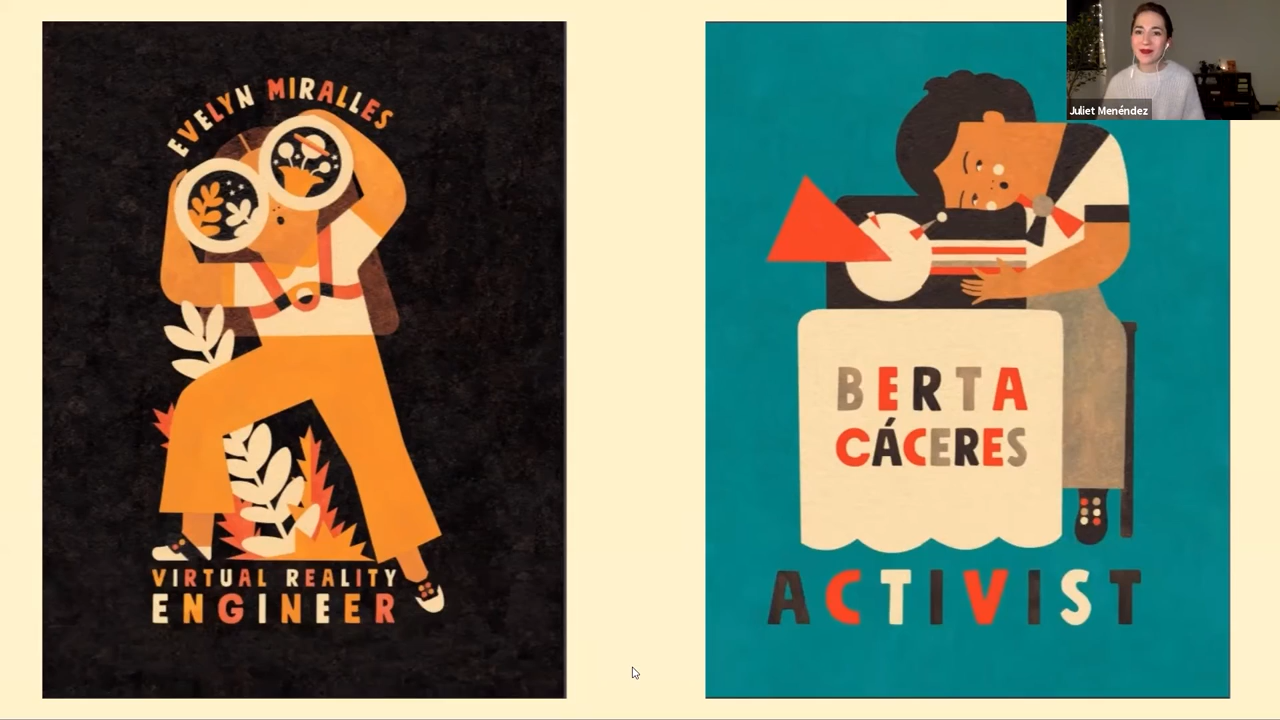 EVELYN MIRALLES
VIRTUAL REALITY
ENGINEER
BERTA
CÁCERES
ACTIVIST
Juliet Menéndez